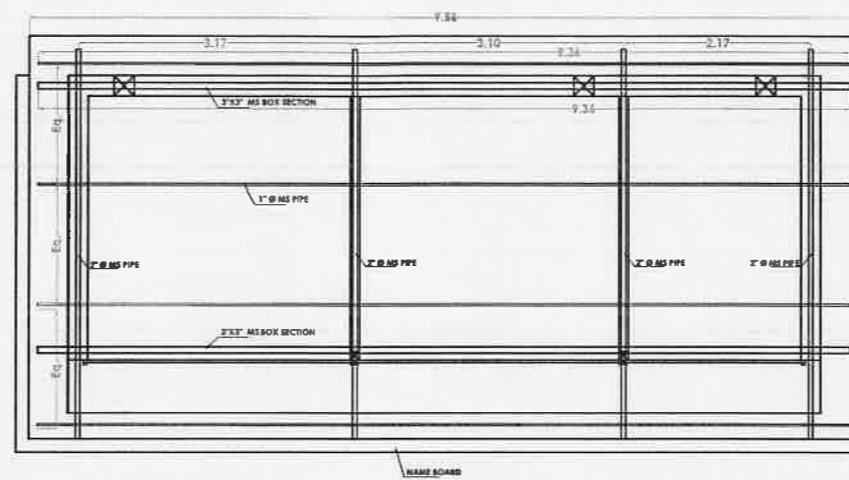 9.56
3.17
3.10
2.17
9.36
3"X3" MS BOX SECTION
9.36
Eq.
1" Ø MS PIPE
Eq.
2" Ø MS PIPE
2" Ø MS PIPE
2" Ø MS PIPE
2" Ø MS PIPE
3"X3" MS BOX SECTION
Eq.
NAME BOARD